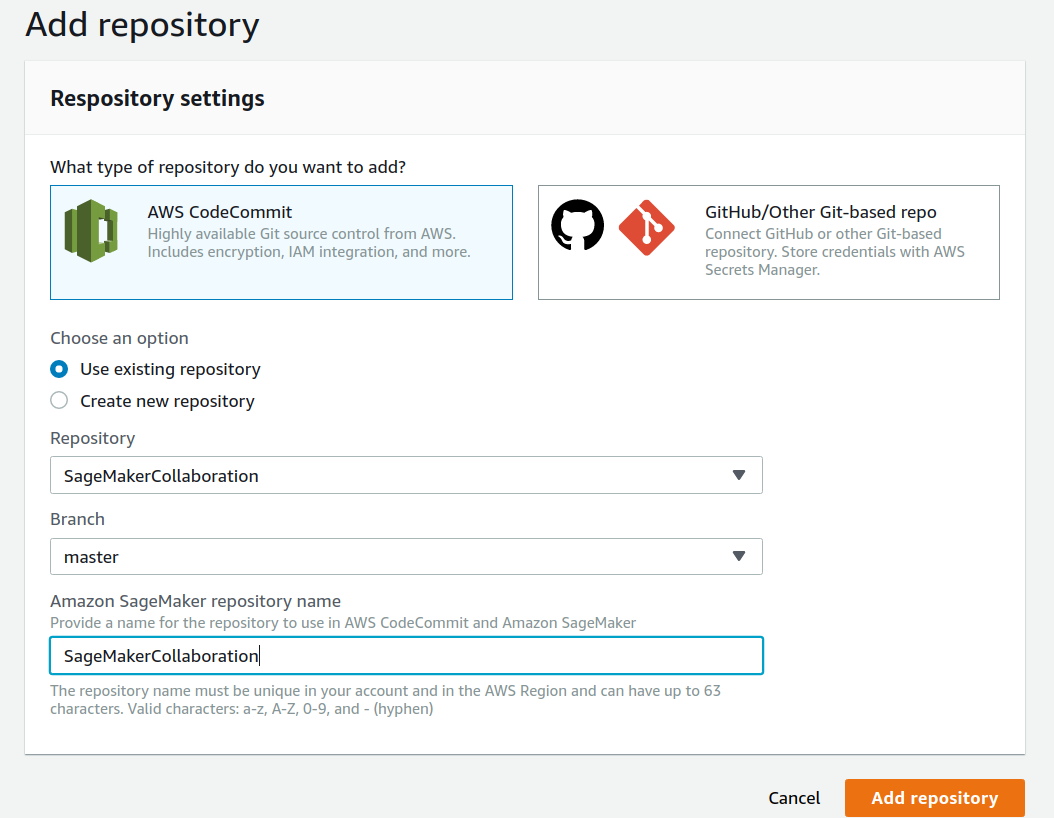 Add repository
Respository settings
What type of repository do you want to add?
AWS CodeCommit
Highly available Git source control from AWS.
Includes encryption, IAM integration, and more.
GitHub/Other Git-based repo
Connect GitHub or other Git-based
repository. Store credentials with AWS
Secrets Manager.
Choose an option
Use existing repository
Create new repository
Repository
SageMakerCollaboration
Branch
master
Amazon SageMaker repository name
Provide a name for the repository to use in AWS CodeCommit and Amazon SageMaker
SageMakerCollaboration
The repository name must be unique in your account and in the AWS Region and can have up to 63
characters. Valid characters: a-z, A-Z, 0-9, and - (hyphen)
Cancel
Add repository